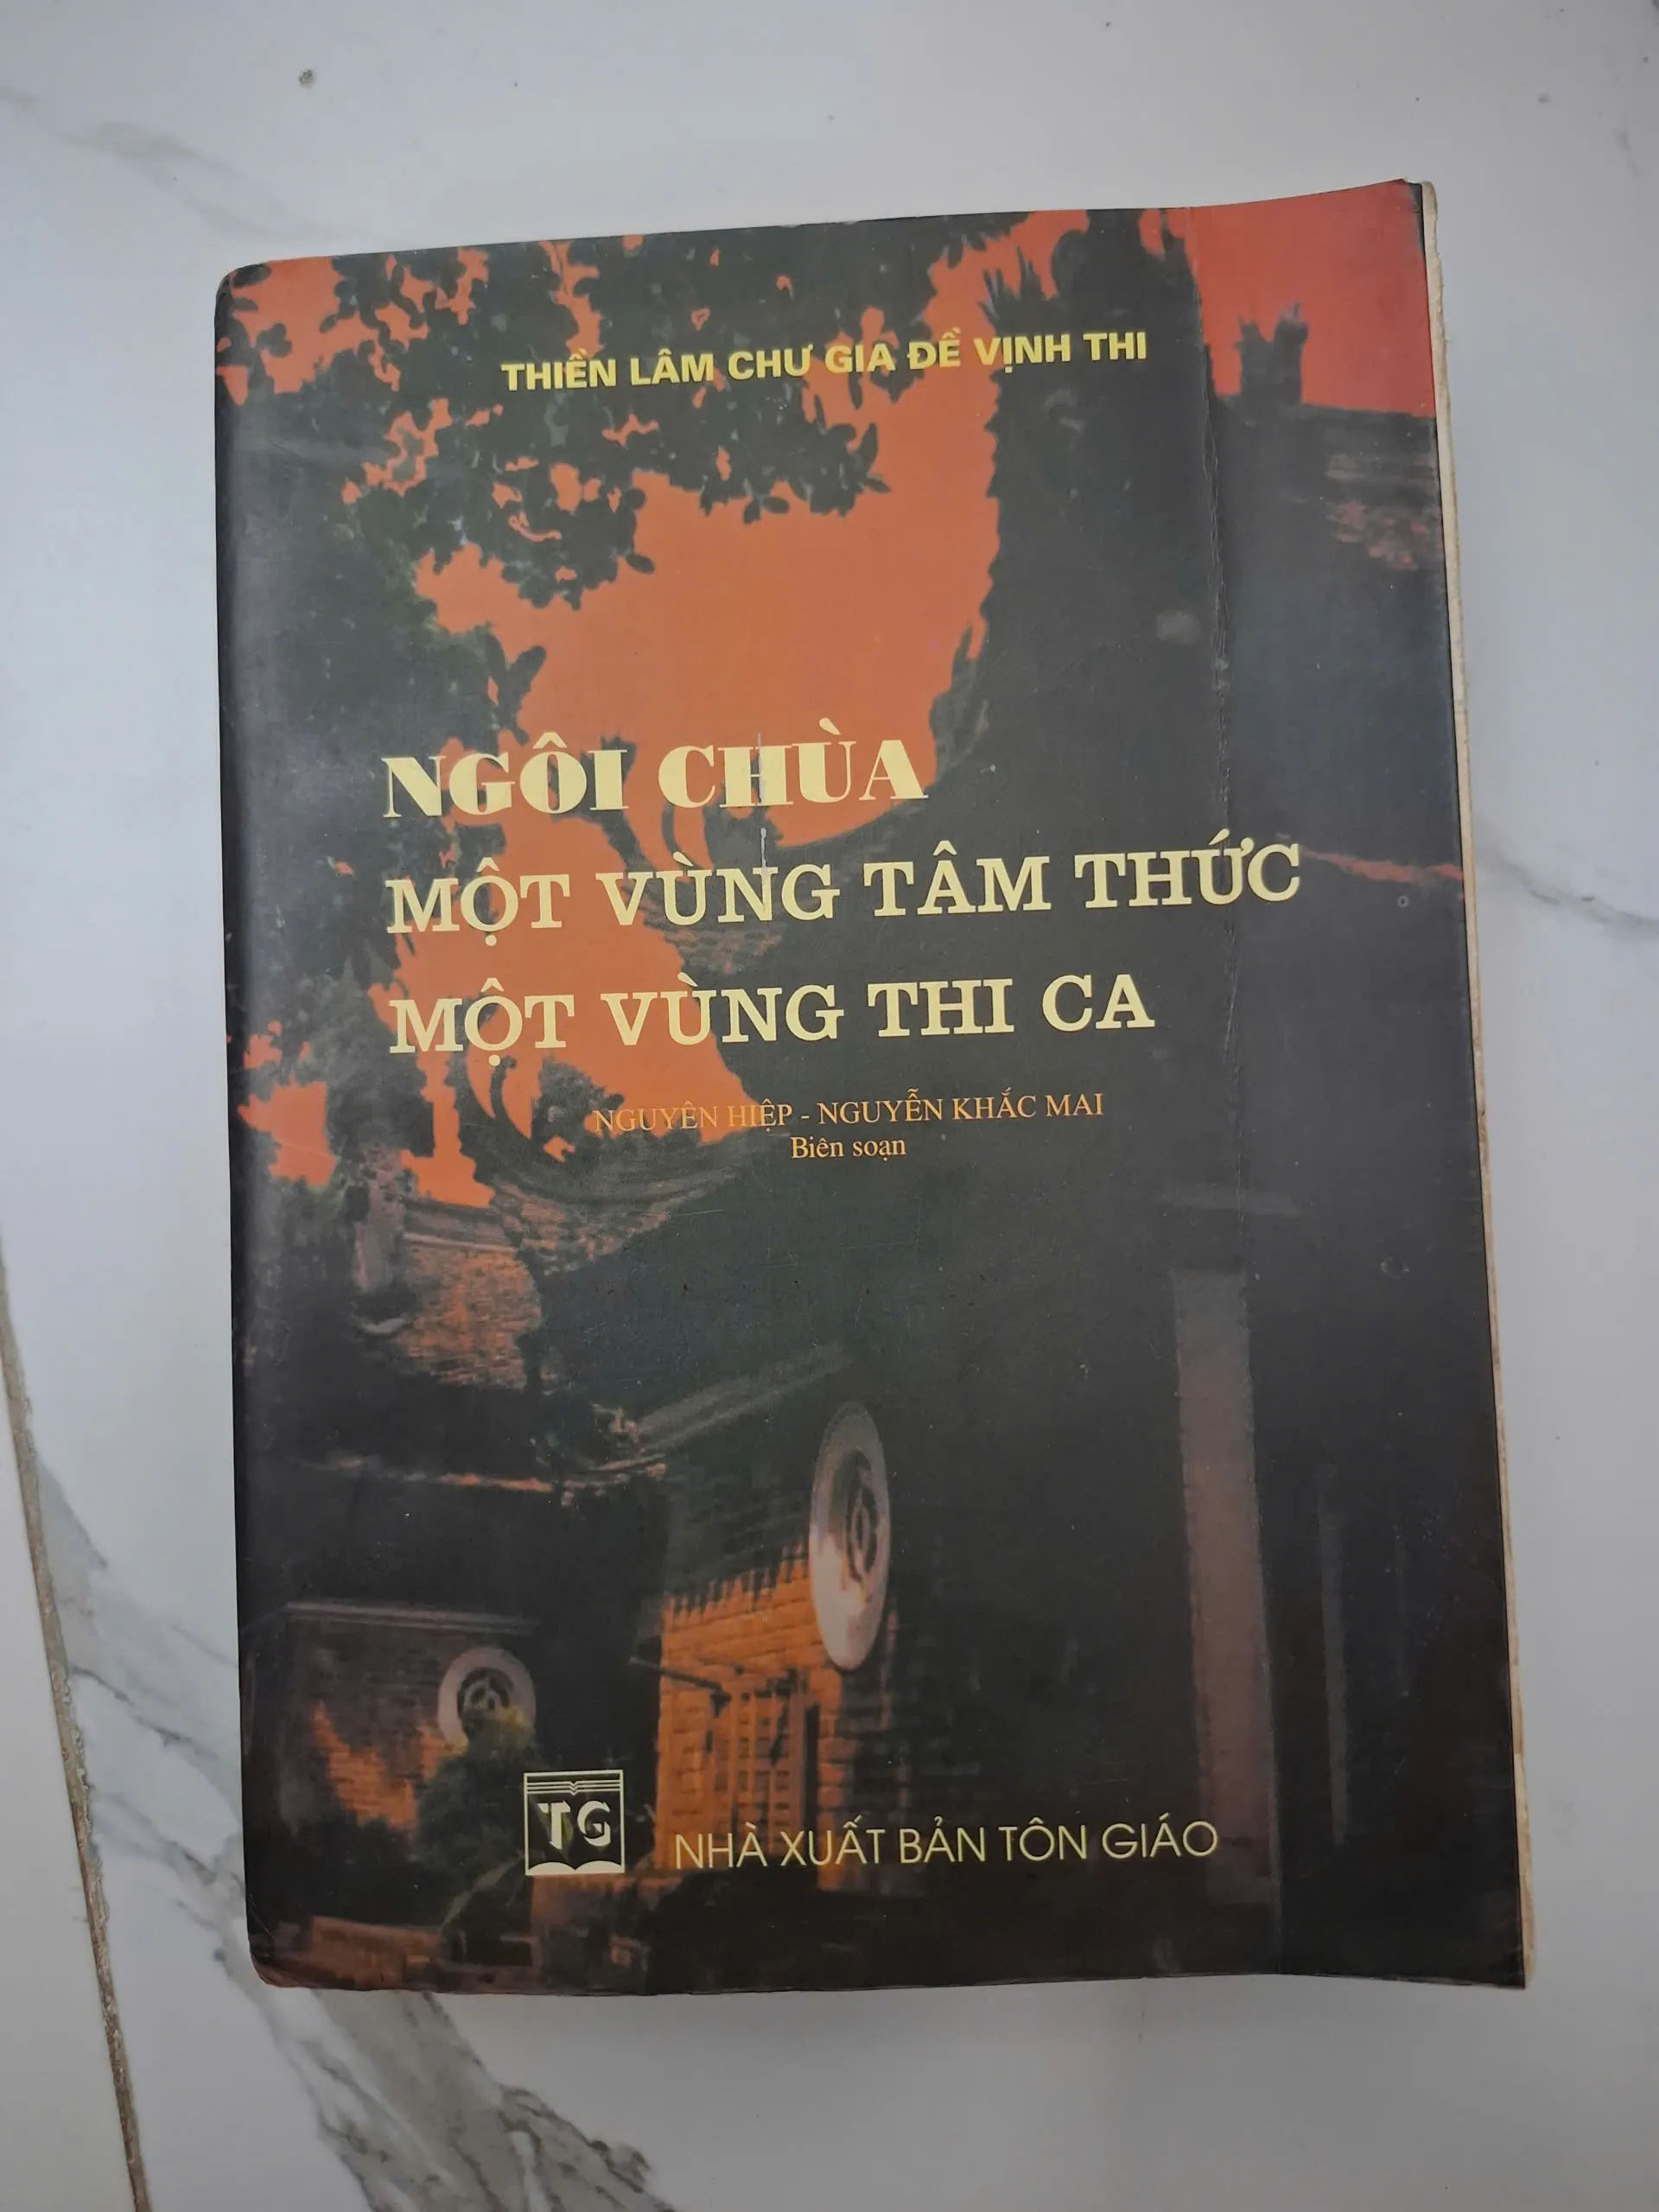 THIỀN LÂM CHƯ GIA ĐỀ VỊNH THI
NGÔI CHÙA
MỘT VÙNG TÂM THỨC
MỘT VÙNG THI CA
NGUYÊN HIỆP - NGUYỄN KHẮC MAI
Biên soạn
TG NHÀ XUẤT BẢN TÔN GIÁO